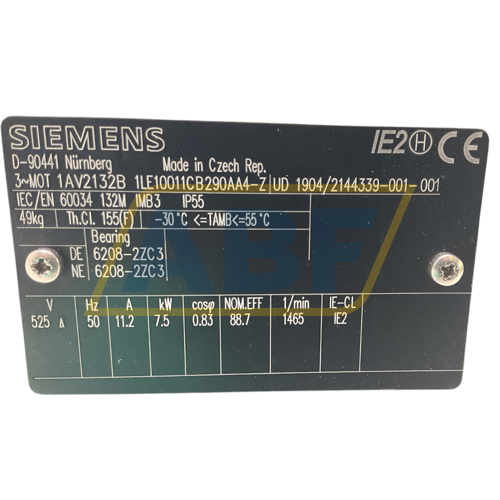 SIEMENS IE2 H CE
D-90441 Nürnberg Made in Czech Rep.
3~MOT 1AV2132B 1LE10011CB290AA4-Z UD 1904/2144339-001-001
IEC/EN 60034 132M IMB3 IP55
49kg Th.Cl. 155(F) -30°C <=TAMB<=55°C
Bearing
DE 6208-2ZC3
NE 6208-2ZC3
V Hz A kW cosφ NOM.EFF 1/min IE-CL
525 Δ 50 11.2 7.5 0.83 88.7 1465 IE2
ABF